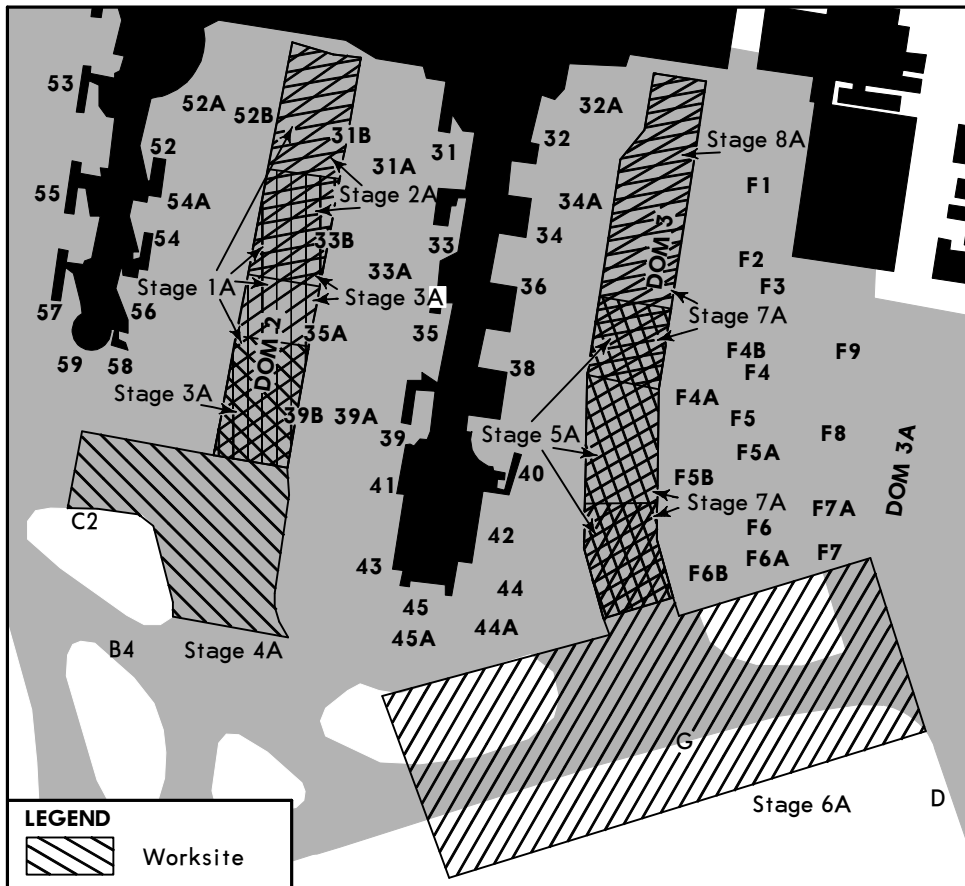 53
52A
52B
32A
31B
31
32
Stage 8A
52
31A
F1
55
54A
Stage 2A
34A
54
33B
33
34
DOM 3
F2
33A
Stage 1A
Stage 3A
36
F3
57
56
35A
35
Stage 7A
59
58
DOM 2
38
F4B
F9
F4
Stage 3A
39B
39A
F4A
39
Stage 5A
F5
F8
F5A
DOM 3A
41
40
F5B
C2
Stage 7A
F7A
42
F6
43
F6A
F7
44
F6B
45
45A
44A
B4
Stage 4A
G
Stage 6A
D
LEGEND
Worksite